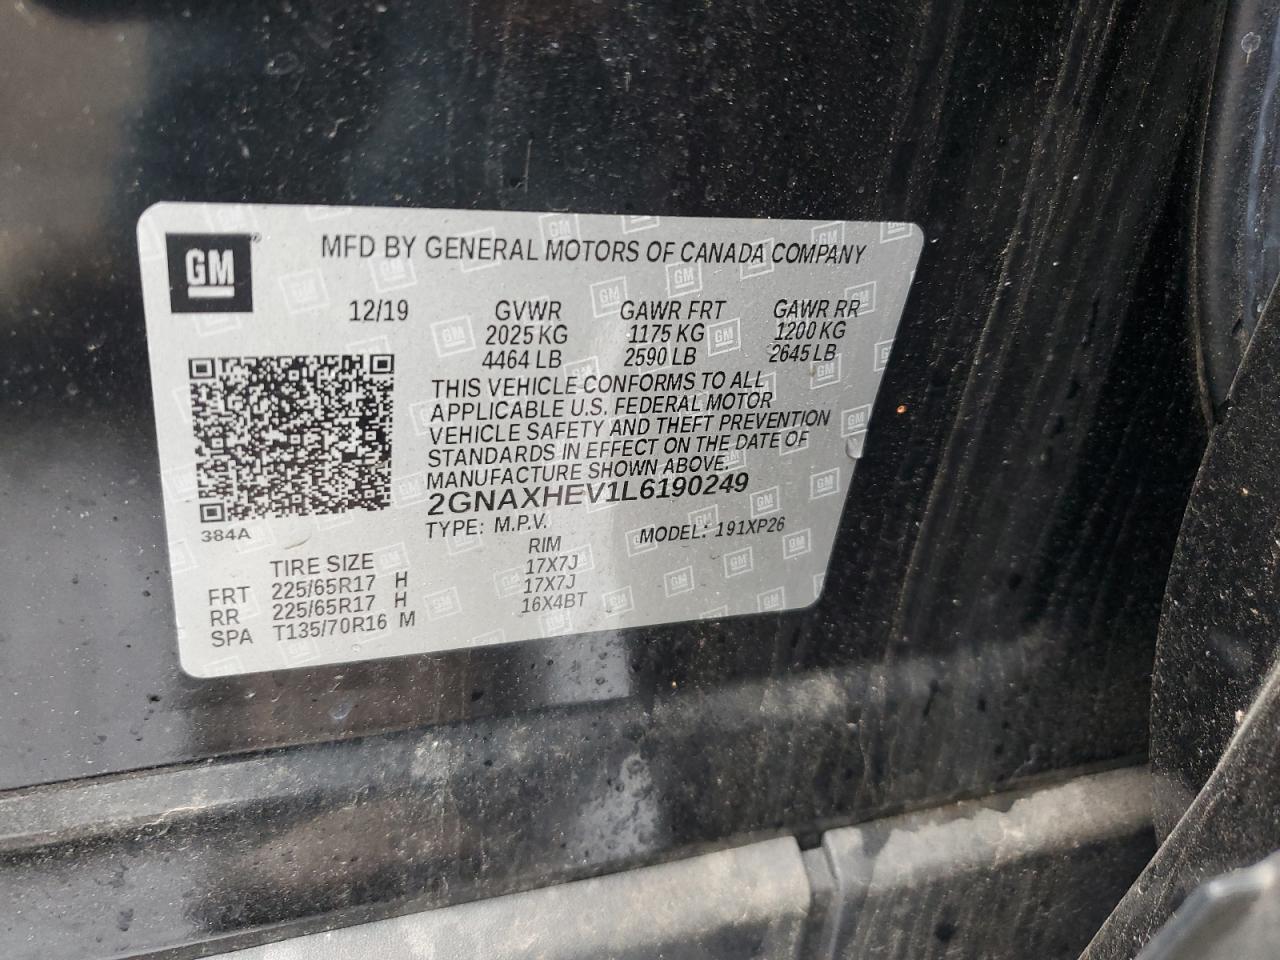 GM
MFD BY GENERAL MOTORS OF CANADA COMPANY
12/19 GVWR GAWR FRT GAWR RR
2025 KG 1175 KG 1200 KG
4464 LB 2590 LB 2645 LB
THIS VEHICLE CONFORMS TO ALL
APPLICABLE U.S. FEDERAL MOTOR
VEHICLE SAFETY AND THEFT PREVENTION
STANDARDS IN EFFECT ON THE DATE OF
MANUFACTURE SHOWN ABOVE.
2GNAXHEV1L6190249
384A
TYPE: M.P.V. MODEL: 191XP26
TIRE SIZE RIM
FRT 225/65R17 H 17X7J
RR 225/65R17 H 17X7J
SPA T135/70R16 M 16X4BT